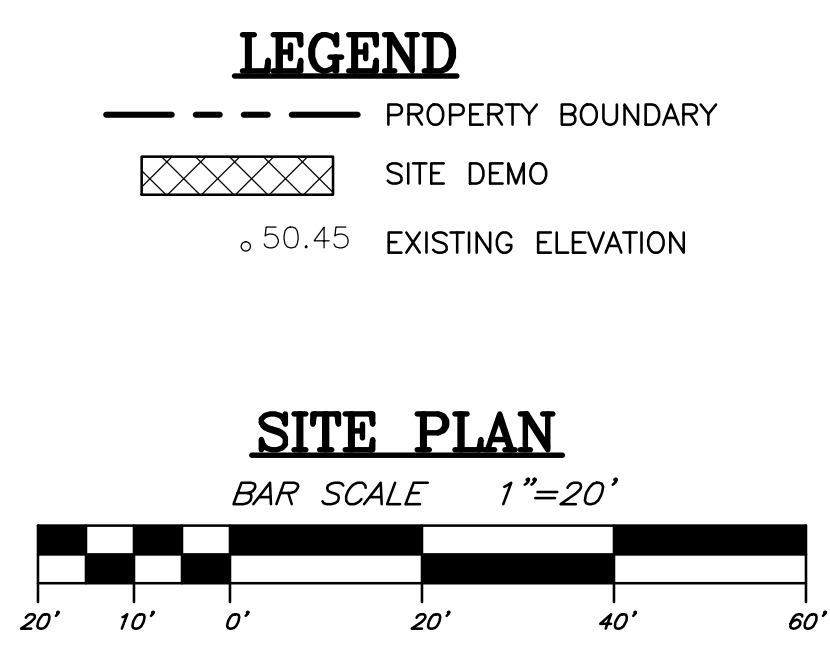 LEGEND
PROPERTY BOUNDARY
SITE DEMO
50.45 EXISTING ELEVATION
SITE PLAN
BAR SCALE 1"=20'
20' 10' 0' 20' 40' 60'